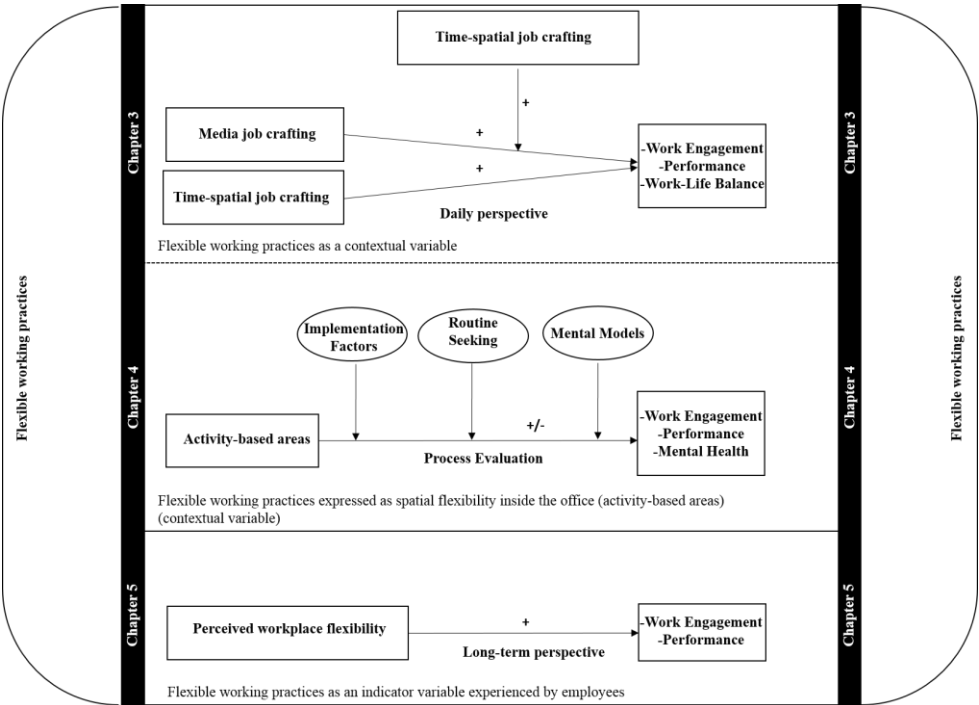 Flexible working practices
Chapter 3
Time-spatial job crafting
+
Media job crafting
+
Time-spatial job crafting
+
-Work Engagement
-Performance
-Work-Life Balance
Daily perspective
Flexible working practices as a contextual variable
Chapter 3
Chapter 4
Implementation
Factors
Routine
Seeking
Mental Models
Activity-based areas
+/-
Process Evaluation
-Work Engagement
-Performance
-Mental Health
Flexible working practices expressed as spatial flexibility inside the office (activity-based areas)
(contextual variable)
Chapter 4
Chapter 5
Perceived workplace flexibility
+
Long-term perspective
-Work Engagement
-Performance
Flexible working practices as an indicator variable experienced by employees
Chapter 5
Flexible working practices